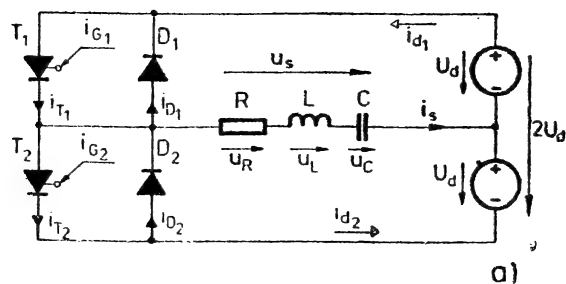 T1 iG1 D1 id1
us Ud
iT1 iD1 R L C is 2Ud
T2 iG2 D2
uR uL uC Ud
iT2 iD2 id2
a)